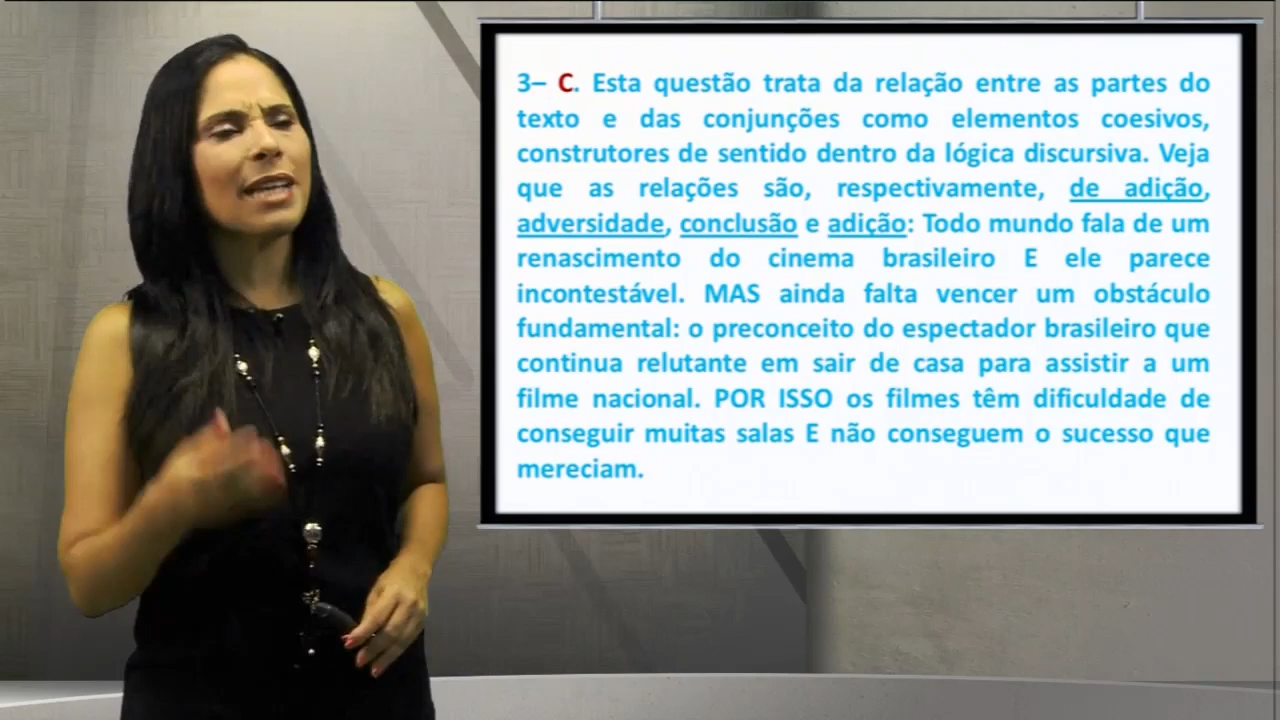 3– C. Esta questão trata da relação entre as partes do
texto e das conjunções como elementos coesivos,
construtores de sentido dentro da lógica discursiva. Veja
que as relações são, respectivamente, de adição,
adversidade, conclusão e adição: Todo mundo fala de um
renascimento do cinema brasileiro E ele parece
incontestável. MAS ainda falta vencer um obstáculo
fundamental: o preconceito do espectador brasileiro que
continua relutante em sair de casa para assistir a um
filme nacional. POR ISSO os filmes têm dificuldade de
conseguir muitas salas E não conseguem o sucesso que
mereciam.